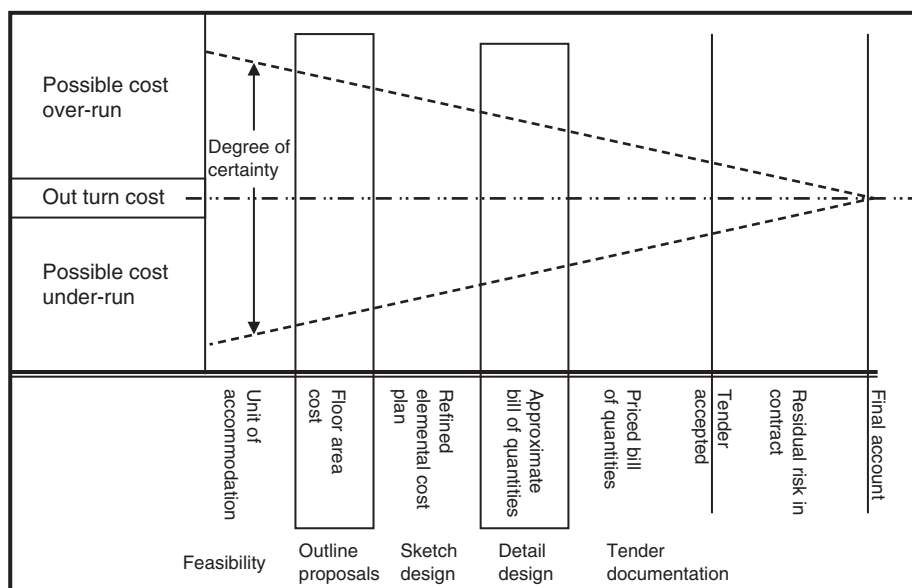 Possible cost
over-run
Degree of
certainty
Out turn cost
Possible cost
under-run
Unit of
accommodation
Floor area
cost
Refined
elemental cost
plan
Approximate
bill of quantities
Priced bill
of quantities
Tender
accepted
Residual risk in
contract
Final account
Feasibility
Outline
proposals
Sketch
design
Detail
design
Tender
documentation